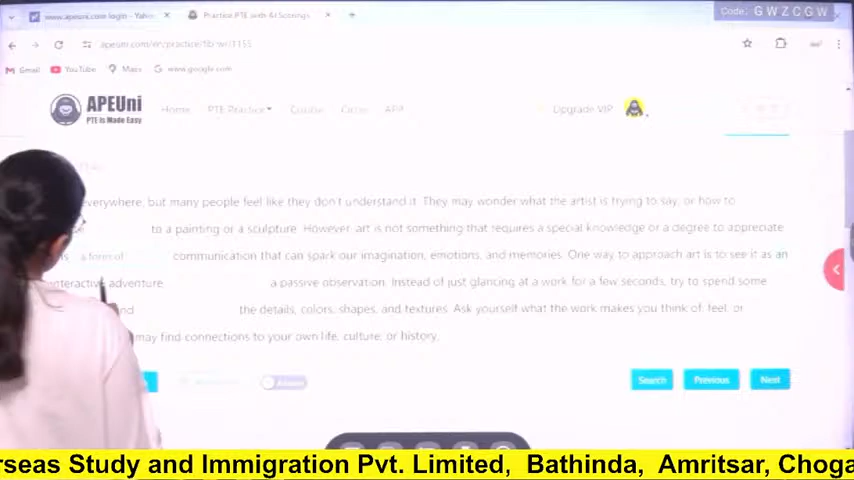 www.apeuni.com login - Yaho
Practice PTE with AI Scorings
Code: G W Z C G W
apeuni.com/en/practice/fib-wr/1155
Gmail YouTube Maps www.google.com
APEUni
PTE is Made Easy
Home PTE Practice Course APP
Upgrade VIP
everywhere, but many people feel like they don't understand it. They may wonder what the artist is trying to say, or how to
to a painting or a sculpture. However, art is not something that requires a special knowledge or a degree to appreciate
is a form of communication that can spark our imagination, emotions, and memories. One way to approach art is to see it as an
interactive adventure a passive observation. Instead of just glancing at a work for a few seconds, try to spend some
and the details, colors, shapes, and textures. Ask yourself what the work makes you think of, feel, or
may find connections to your own life, culture, or history.
Answer Search Previous Next
rseas Study and Immigration Pvt. Limited, Bathinda, Amritsar, Choga